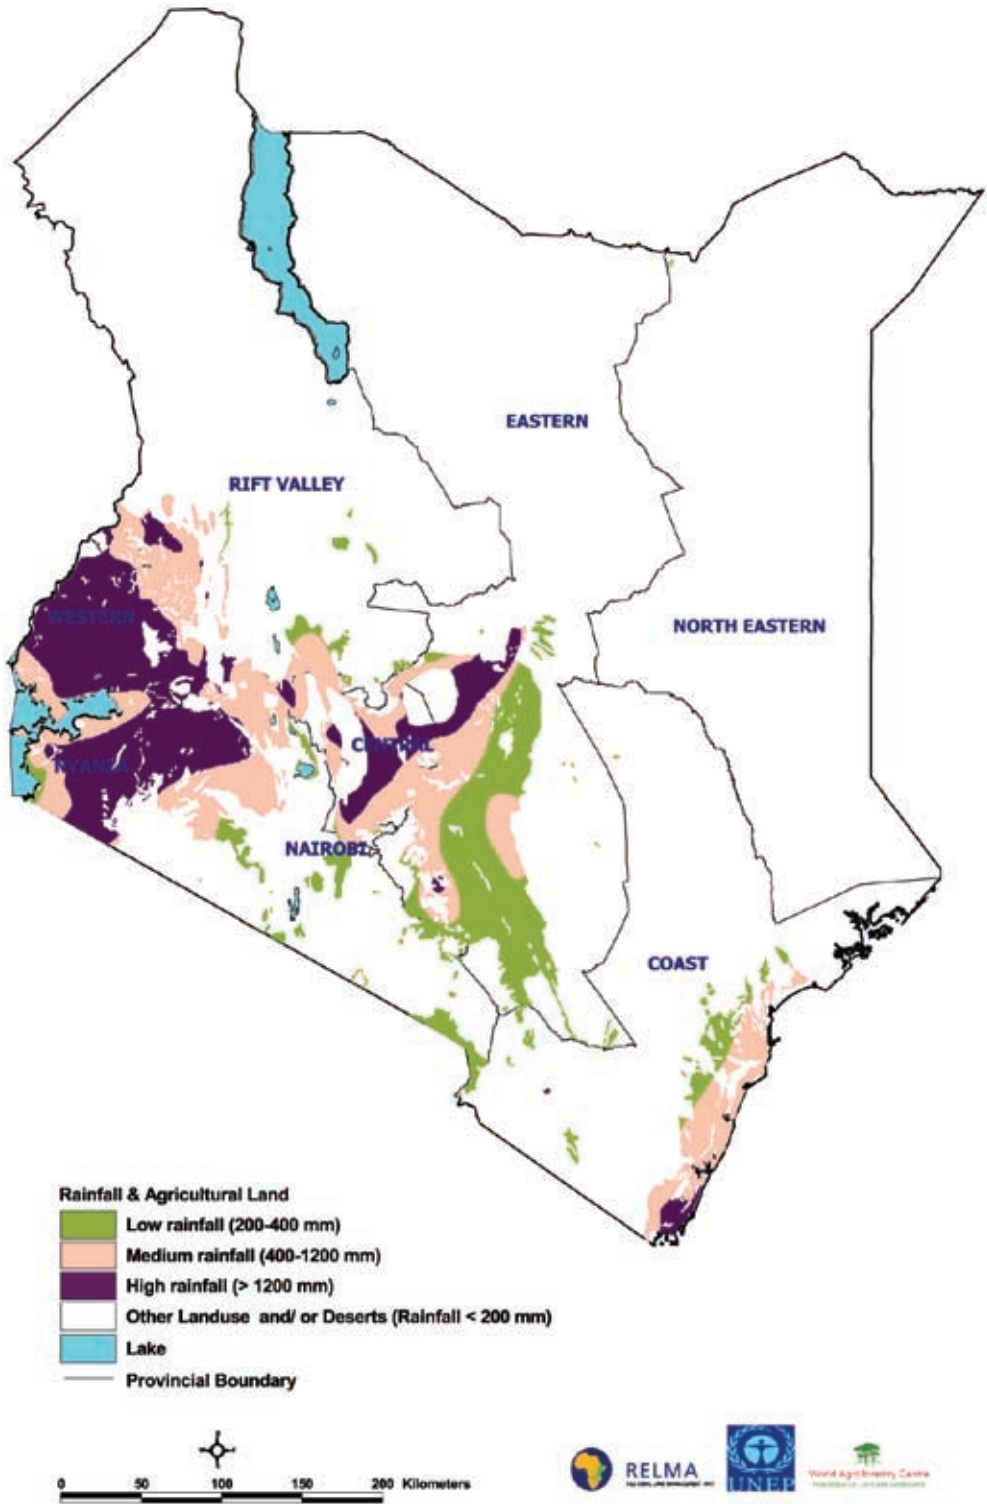 EASTERN
RIFT VALLEY
WESTERN
NORTH EASTERN
CENTRAL
NYANZA
NAIROBI
COAST
Rainfall & Agricultural Land
Low rainfall (200-400 mm)
Medium rainfall (400-1200 mm)
High rainfall (> 1200 mm)
Other Landuse and/ or Deserts (Rainfall < 200 mm)
Lake
Provincial Boundary
0 50 100 150 200 Kilometers
RELMA
UNEP
World Agroforestry Centre